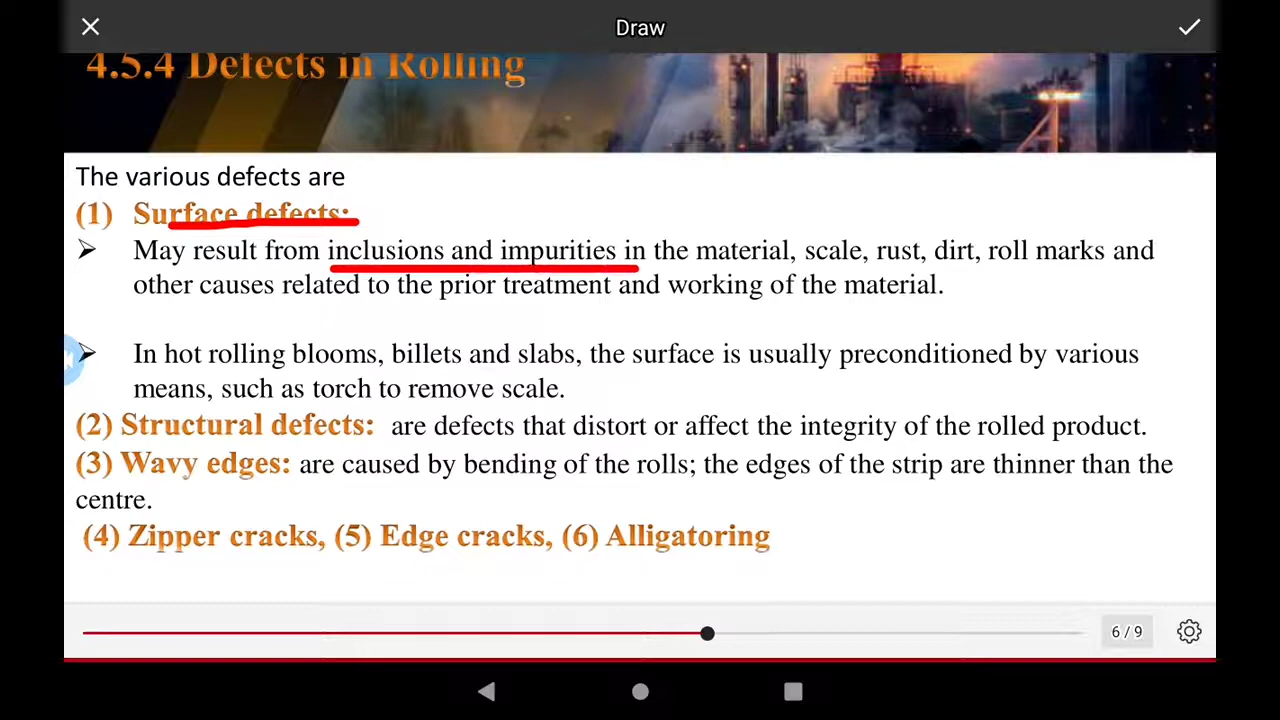 Draw
4.5.4 Defects in Rolling
The various defects are
(1) Surface defects:
➤ May result from inclusions and impurities in the material, scale, rust, dirt, roll marks and
other causes related to the prior treatment and working of the material.
➤ In hot rolling blooms, billets and slabs, the surface is usually preconditioned by various
means, such as torch to remove scale.
(2) Structural defects: are defects that distort or affect the integrity of the rolled product.
(3) Wavy edges: are caused by bending of the rolls; the edges of the strip are thinner than the
centre.
(4) Zipper cracks, (5) Edge cracks, (6) Alligatoring
6 / 9